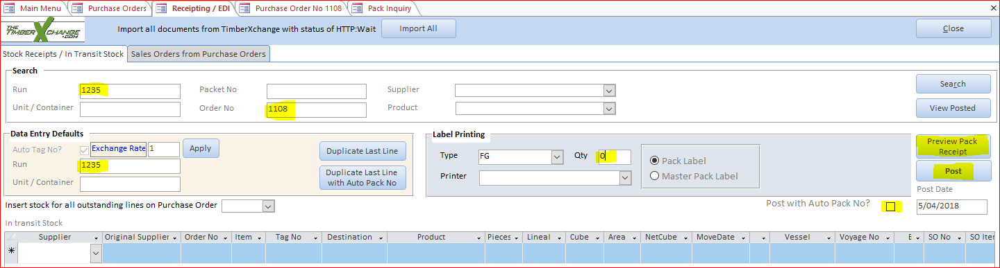 Main Menu Purchase Orders Receipting / EDI Purchase Order No 1108 Pack Inquiry
THE TIMBERXCHANGE .COM Import all documents from TimberXchange with status of HTTP:Wait Import All Close
Stock Receipts / In Transit Stock Sales Orders from Purchase Orders
Search
Run 1235 Packet No Supplier Search
Unit / Container Order No 1108 Product View Posted
Data Entry Defaults Label Printing Preview Pack Receipt
Auto Tag No? Exchange Rate 1 Apply Duplicate Last Line Type FG Qty 0 Pack Label
Run 1235 Duplicate Last Line with Auto Pack No Printer Master Pack Label Post
Unit / Container Post Date
Insert stock for all outstanding lines on Purchase Order Post with Auto Pack No? 5/04/2018
In transit Stock
Supplier Original Supplier Order No Item Tag No Destination Product Pieces Lineal Cube Area NetCube MoveDate Vessel Voyage No SO No SO Item